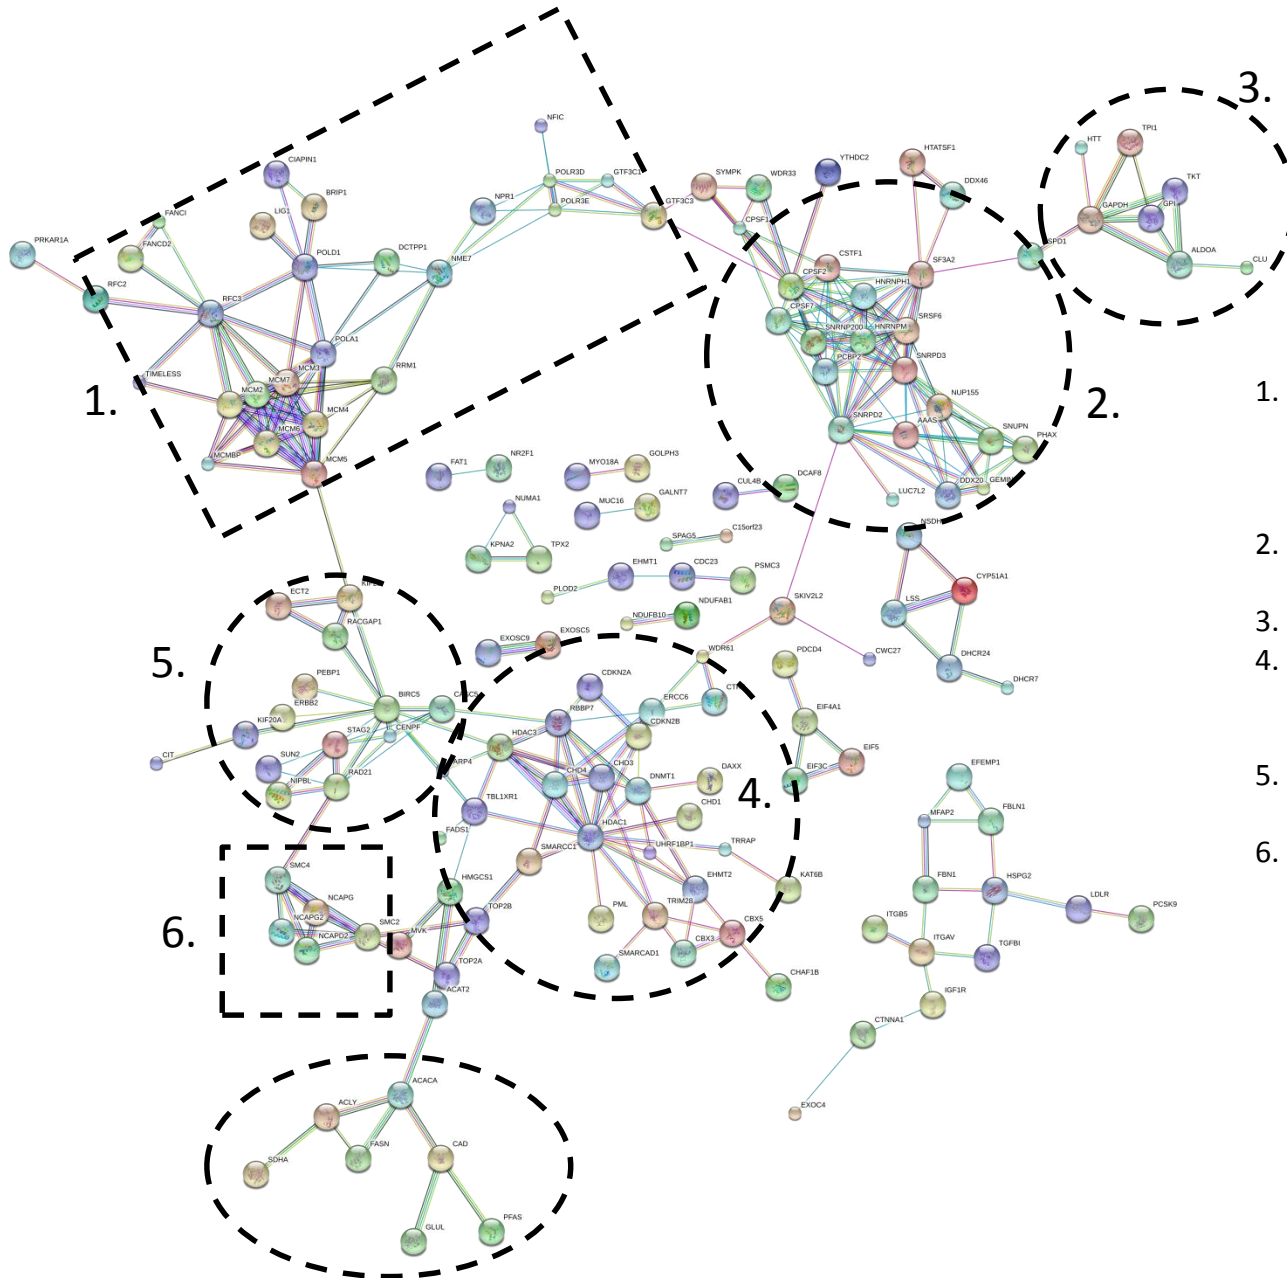 3.
NFIC
HTT
TPI1
CIAPIN1
POLR3D
GTF3C1
SYMPK
WDR33
YTHDC2
HTATSF1
DDX46
TKT
BRIP1
NPR1
POLR3E
GTF3C3
GAPDH
GPI
FANCI
LIG1
PRKAR1A
FANCD2
POLD1
DCTPP1
NME7
CSTF1
SF3A2
ALDOA
CLU
RFC2
RFC3
CPSF2
HNRNPH1
CPSF7
SRSF6
SNRNP200
HNRNPM
POLA1
PCBP2
SNRPD3
TIMELESS
MCM3
MCM7
MCM2
RRM1
NUP155
1.
2.
1.
MCM4
MCM6
MCMBP
MCM5
SNRPD2
AAAS
SNUPN
PHAX
FAT1
NR2F1
MYO18A
GOLPH3
CUL4B
DCAF8
DDX20
LUC7L2
NUMA1
MUC16
GALNT7
KPNA2
TPX2
SPAG5
C15orf23
2.
EHMT1
CDC23
PSMC3
CYP51A1
ECT2
PLOD2
NDUFB10
NDUFAB1
SKIV2L2
LSS
3.
RACGAP1
EXOSC9
EXOSC5
5.
WDR61
CWC27
PDCD4
DHCR24
DHCR7
4.
PEBP1
ERBB2
BIRC5
CDKN2A
ERCC6
KIF20A
STAG2
CENPF
RBBP7
CDKN2B
EIF4A1
CIT
SUN2
HDAC3
NIPBL
RAD21
CHD4
CHD3
DNMT1
DAXX
EIF3C
EIF5
EFEMP1
5.
TBL1XR1
4.
CHD1
MFAP2
FBLN1
FADS1
HDAC1
SMARCC1
UHRF1BP1
TRRAP
6.
SMC4
HMGCS1
EHMT2
KAT6B
FBN1
HSPG2
LDLR
PCSK9
NCAPG
NCAPG2
SMC2
TOP2B
PML
TRIM28
CBX5
ITGB5
6.
NCAPD2
MVK
CBX3
ITGAV
TGFBI
SMARCAD1
TOP2A
CHAF1B
ACAT2
IGF1R
CTNNA1
ACACA
ACLY
EXOC4
FASN
CAD
SDHA
GLUL
PFAS